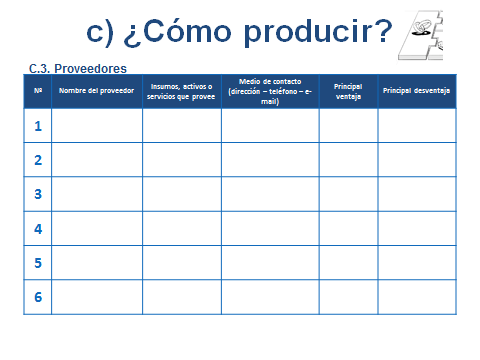 c) ¿Cómo producir?
C.3. Proveedores
Nº
Nombre del proveedor
Insumos, activos o
servicios que provee
Medio de contacto
(dirección – teléfono – e-
mail)
Principal
ventaja
Principal desventaja
1
2
3
4
5
6